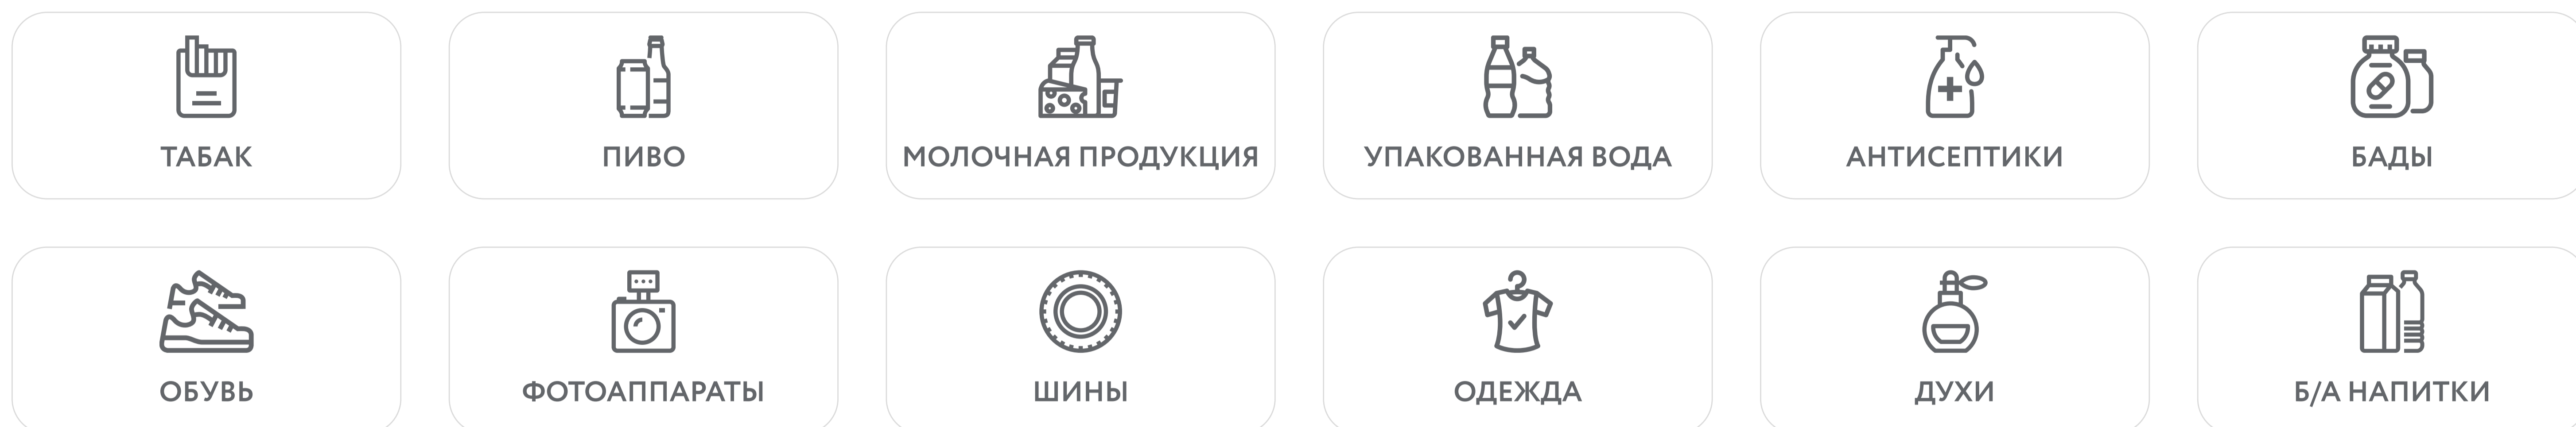 ТАБАК
ПИВО
МОЛОЧНАЯ ПРОДУКЦИЯ
УПАКОВАННАЯ ВОДА
АНТИСЕПТИКИ
БАДЫ
ОБУВЬ
ФОТОАППАРАТЫ
ШИНЫ
ОДЕЖДА
ДУХИ
Б/А НАПИТКИ